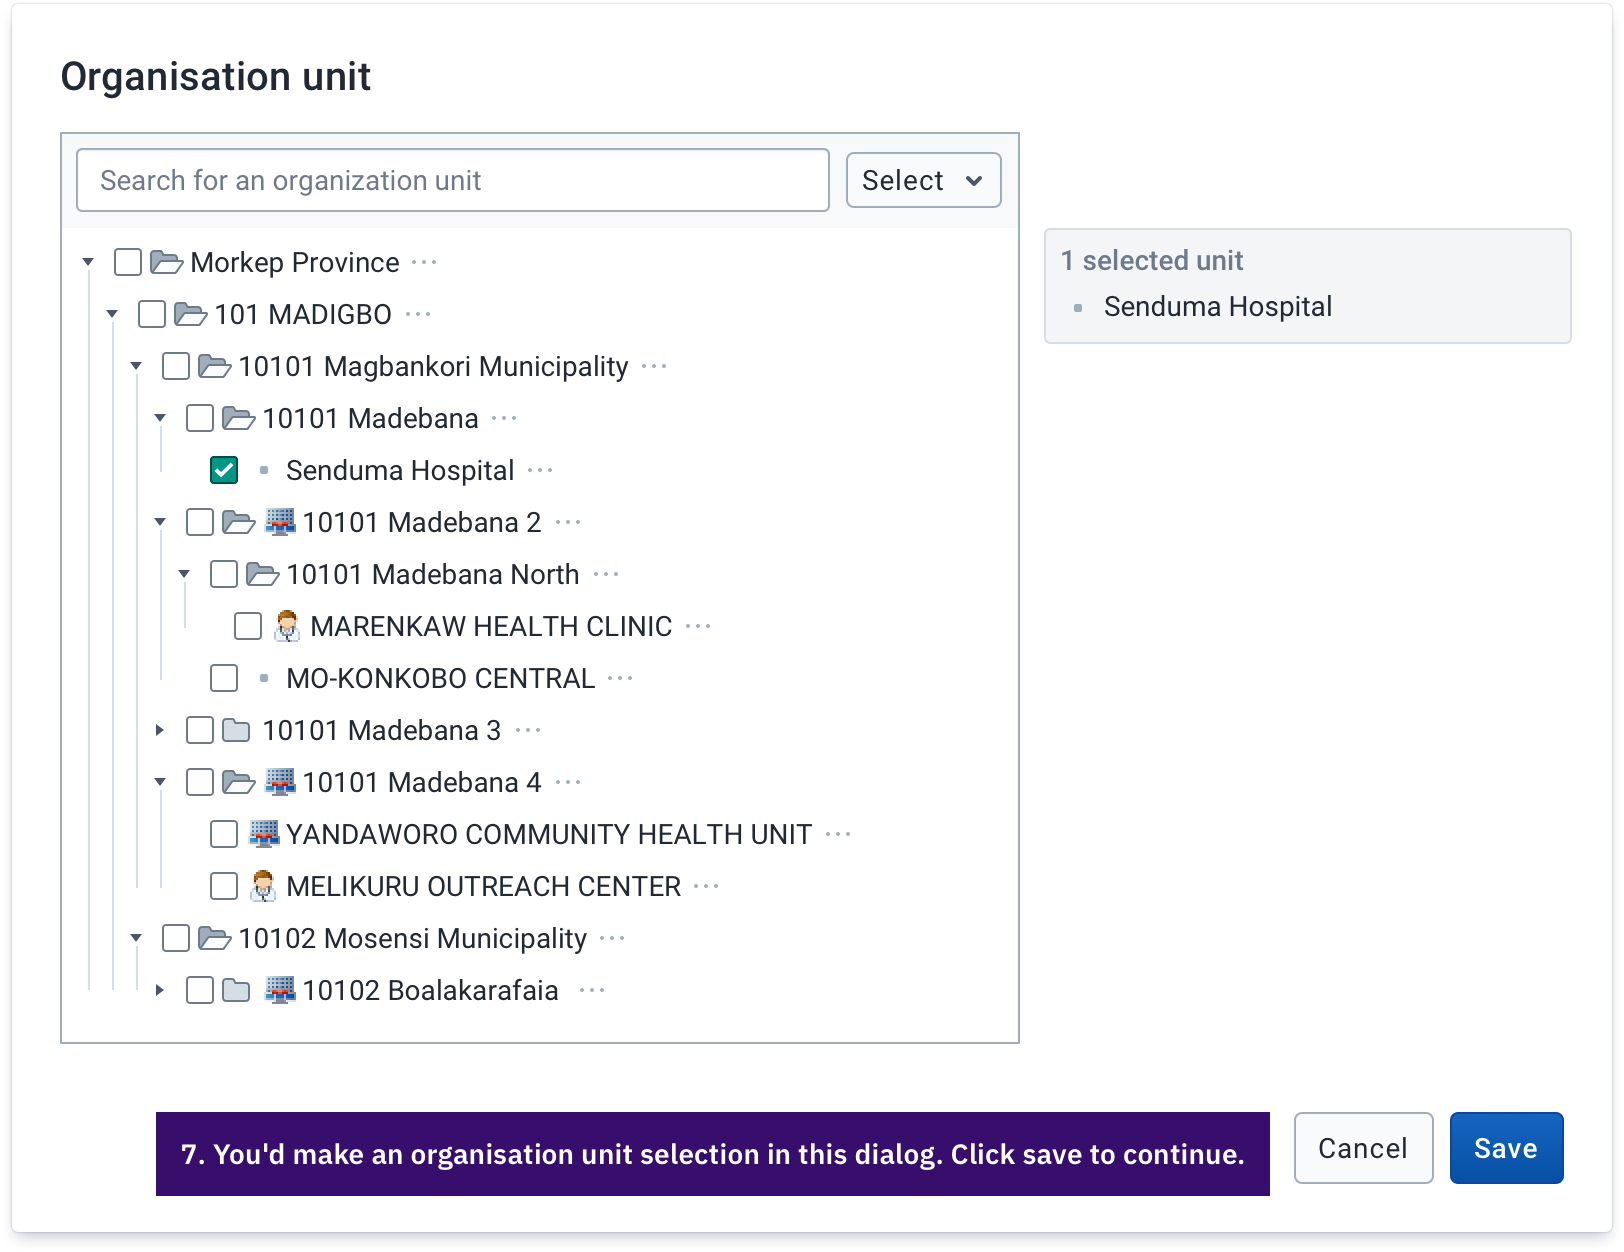 Organisation unit
Search for an organization unit
Select
Morkep Province ···
101 MADIGBO ···
10101 Magbankori Municipality ···
10101 Madebana ···
Senduma Hospital ···
10101 Madebana 2 ···
10101 Madebana North ···
MARENKAW HEALTH CLINIC ···
MO-KONKOBO CENTRAL ···
10101 Madebana 3 ···
10101 Madebana 4 ···
YANDAWORO COMMUNITY HEALTH UNIT ···
MELIKURU OUTREACH CENTER ···
10102 Mosensi Municipality ···
10102 Boalakarafaia ···
1 selected unit
Senduma Hospital
7. You'd make an organisation unit selection in this dialog. Click save to continue.
Cancel
Save